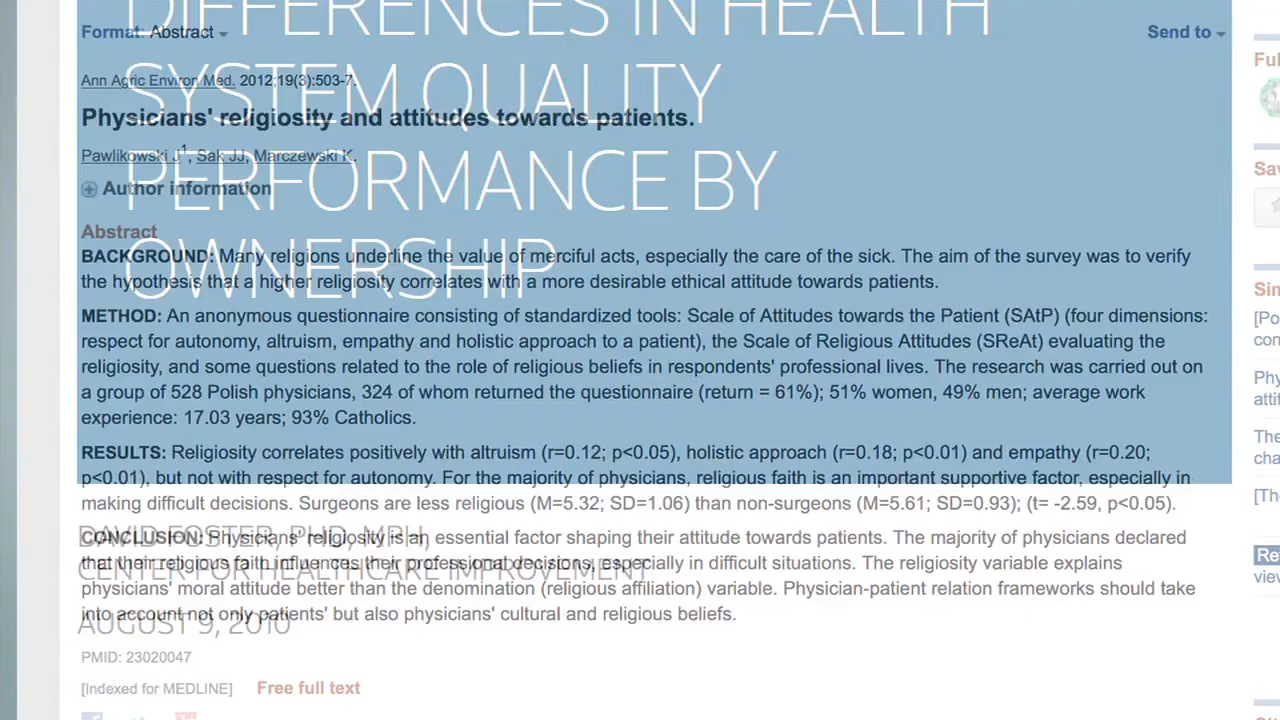 DIFFERENCES IN HEALTH
SYSTEM QUALITY
PERFORMANCE BY
OWNERSHIP
DAVID FOSTER, PHD, MPH,
CENTER FOR HEALTHCARE IMPROVEMENT
AUGUST 9, 2010
Format: Abstract
Send to
Ann Agric Environ Med. 2012;19(3):503-7.
Physicians' religiosity and attitudes towards patients.
Pawlikowski J1, Sak JJ, Marczewski K.
Author information
Abstract
BACKGROUND: Many religions underline the value of merciful acts, especially the care of the sick. The aim of the survey was to verify
the hypothesis that a higher religiosity correlates with a more desirable ethical attitude towards patients.
METHOD: An anonymous questionnaire consisting of standardized tools: Scale of Attitudes towards the Patient (SAtP) (four dimensions:
respect for autonomy, altruism, empathy and holistic approach to a patient), the Scale of Religious Attitudes (SReAt) evaluating the
religiosity, and some questions related to the role of religious beliefs in respondents' professional lives. The research was carried out on
a group of 528 Polish physicians, 324 of whom returned the questionnaire (return = 61%); 51% women, 49% men; average work
experience: 17.03 years; 93% Catholics.
RESULTS: Religiosity correlates positively with altruism (r=0.12; p<0.05), holistic approach (r=0.18; p<0.01) and empathy (r=0.20;
p<0.01), but not with respect for autonomy. For the majority of physicians, religious faith is an important supportive factor, especially in
making difficult decisions. Surgeons are less religious (M=5.32; SD=1.06) than non-surgeons (M=5.61; SD=0.93); (t= -2.59, p<0.05).
CONCLUSION: Physicians' religiosity is an essential factor shaping their attitude towards patients. The majority of physicians declared
that their religious faith influences their professional decisions, especially in difficult situations. The religiosity variable explains
physicians' moral attitude better than the denomination (religious affiliation) variable. Physician-patient relation frameworks should take
into account not only patients' but also physicians' cultural and religious beliefs.
PMID: 23020047
[Indexed for MEDLINE]
Free full text
Ful
Sav
Sim
[Po
con
Phy
attit
The
cha
[The
Re
view